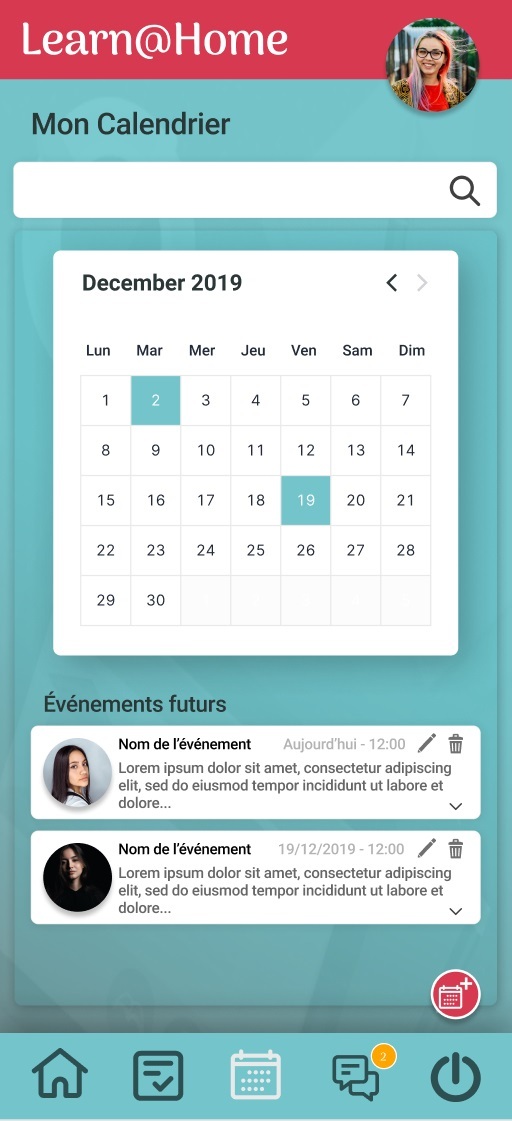 Learn@Home
Mon Calendrier
December 2019
Lun Mar Mer Jeu Ven Sam Dim
1 2 3 4 5 6 7
8 9 10 11 12 13 14
15 16 17 18 19 20 21
22 23 24 25 26 27 28
29 30
Événements futurs
Nom de l'événement Aujourd'hui - 12:00
Lorem ipsum dolor sit amet, consectetur adipiscing
elit, sed do eiusmod tempor incididunt ut labore et
dolore...
Nom de l'événement 19/12/2019 - 12:00
Lorem ipsum dolor sit amet, consectetur adipiscing
elit, sed do eiusmod tempor incididunt ut labore et
dolore...
2